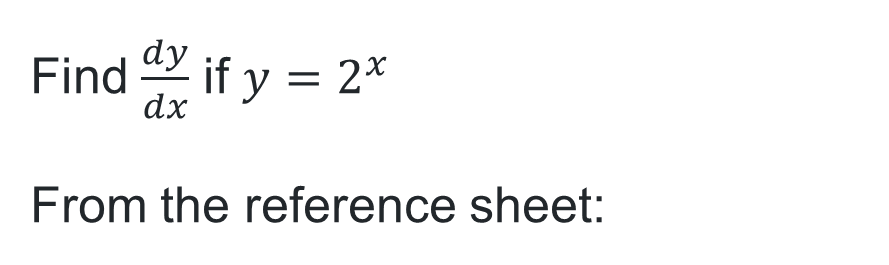 Find dy/dx if y = 2^x
From the reference sheet: